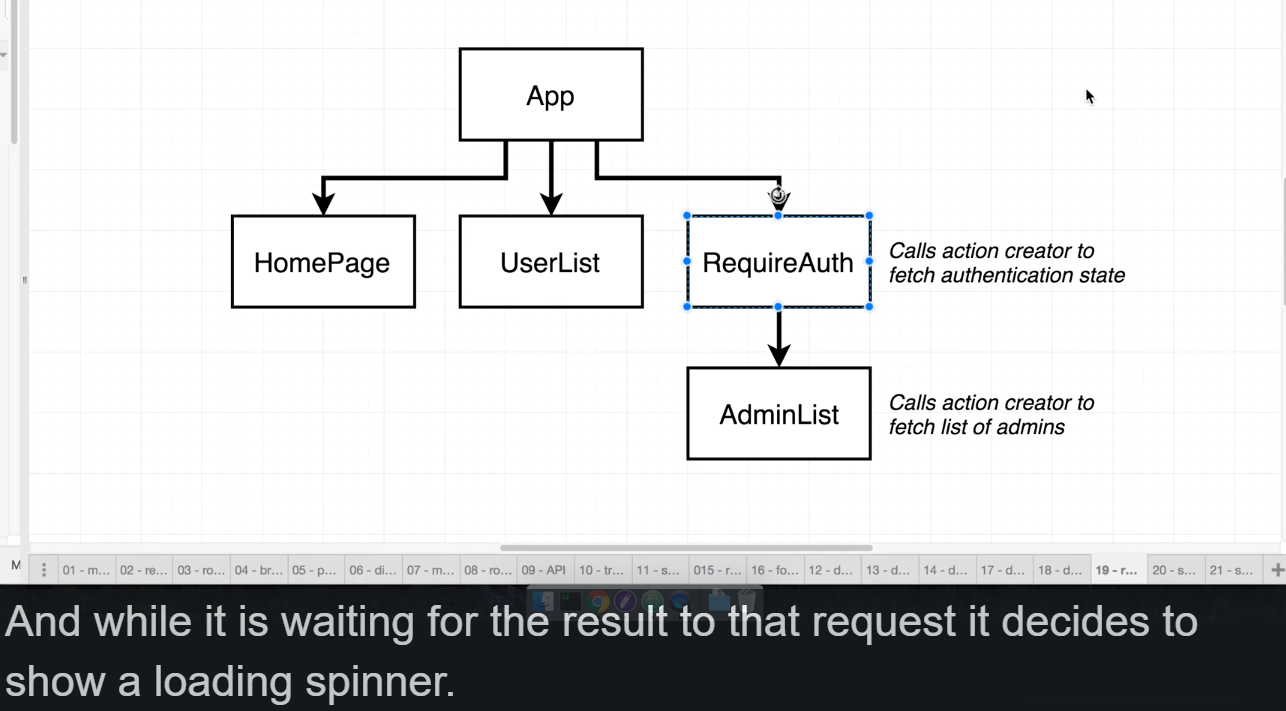 App
HomePage
UserList
RequireAuth
Calls action creator to
fetch authentication state
AdminList
Calls action creator to
fetch list of admins
M
01 - m...
02 - re...
03 - ro...
04 - br...
05 - p...
06 - di...
07 - m...
08 - ro...
09 - API
10 - tr...
11 - s...
015 - r...
16 - fo...
12 - d...
13 - d...
14 - d...
17 - d...
18 - d...
19 - r...
20 - s...
21 - s...
And while it is waiting for the result to that request it decides to
show a loading spinner.